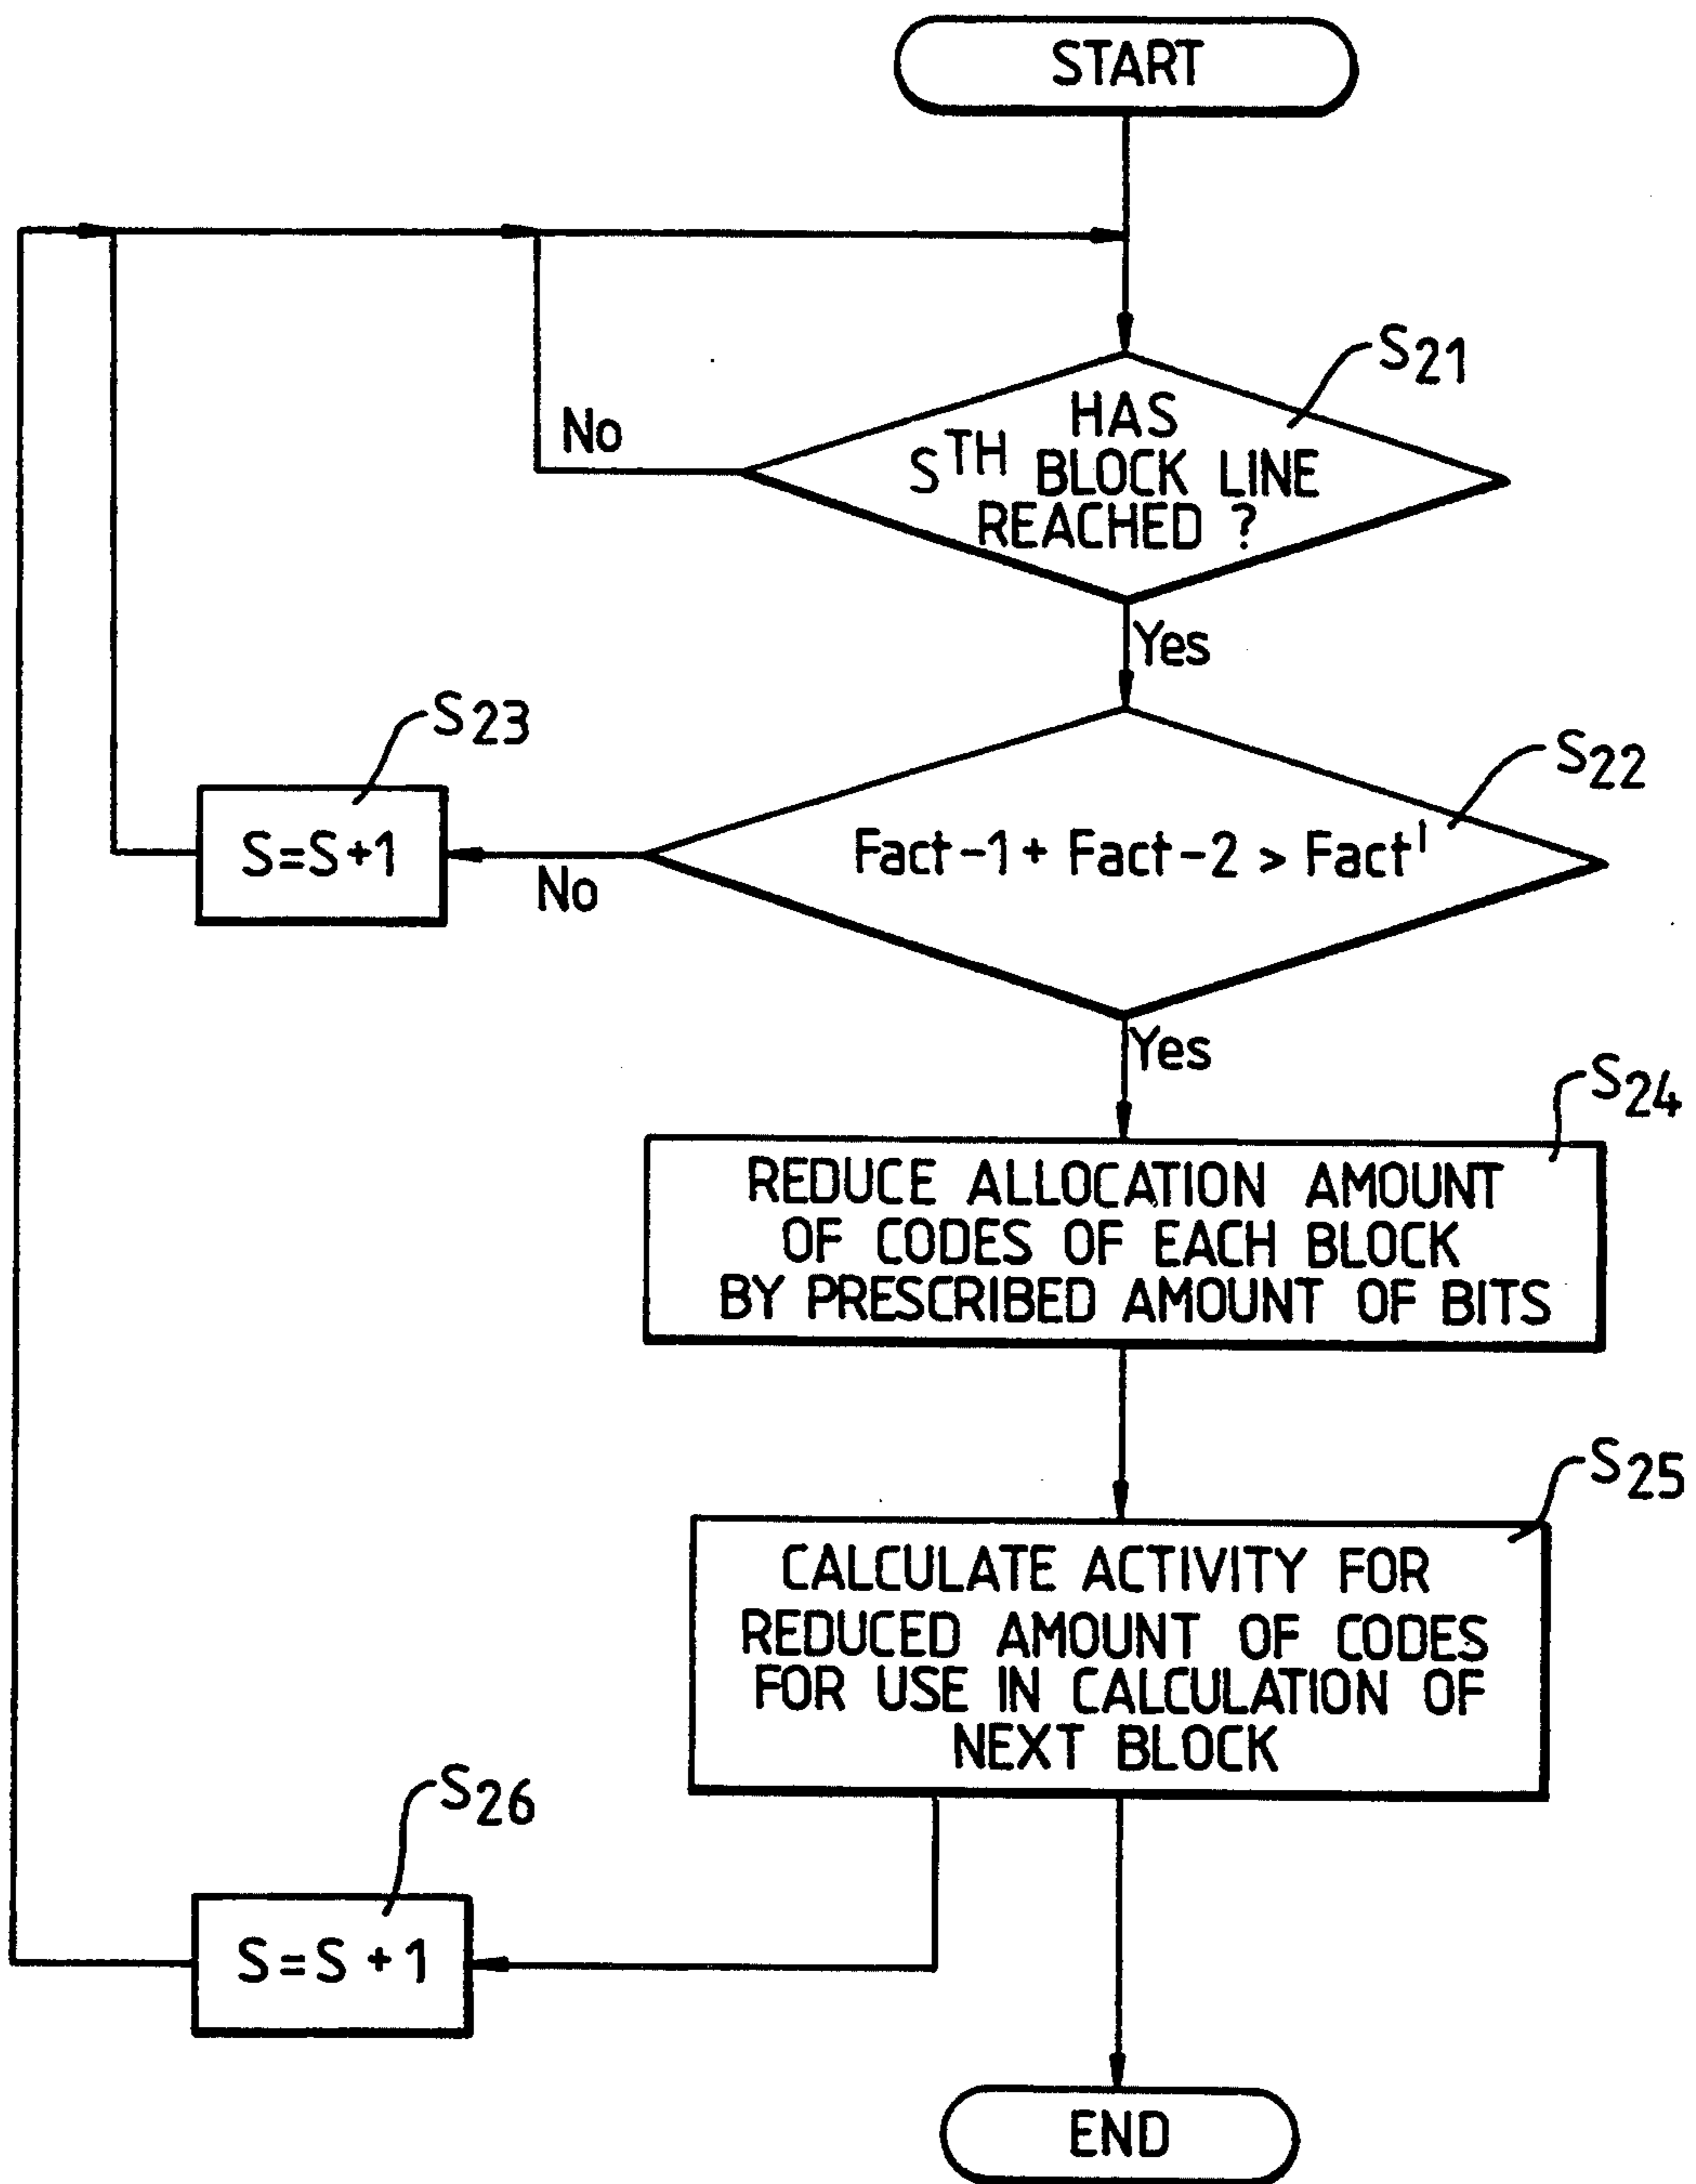 START
S21
HAS
STH BLOCK LINE
REACHED ?
No
Yes
S23
S22
S=S+1
No
Fact-1 + Fact-2 > Fact'
Yes
S24
REDUCE ALLOCATION AMOUNT
OF CODES OF EACH BLOCK
BY PRESCRIBED AMOUNT OF BITS
S25
CALCULATE ACTIVITY FOR
REDUCED AMOUNT OF CODES
FOR USE IN CALCULATION OF
NEXT BLOCK
S26
S=S+1
END